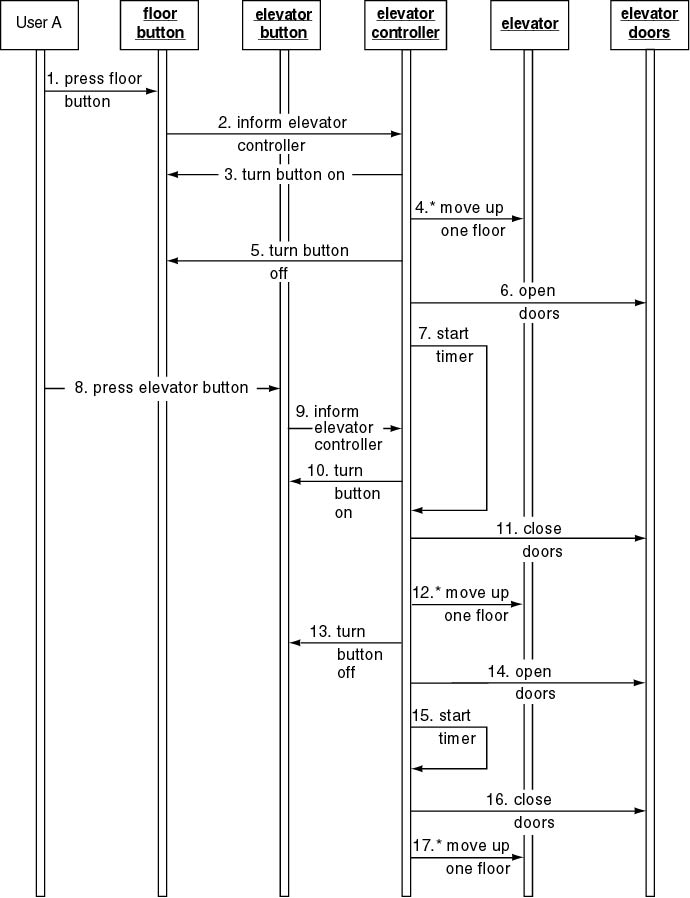 User A
floor
button
elevator
button
elevator
controller
elevator
elevator
doors
1. press floor
button
2. inform elevator
controller
3. turn button on
4.* move up
one floor
5. turn button
off
6. open
doors
7. start
timer
8. press elevator button
9. inform
elevator
controller
10. turn
button
on
11. close
doors
12.* move up
one floor
13. turn
button
off
14. open
doors
15. start
timer
16. close
doors
17.* move up
one floor